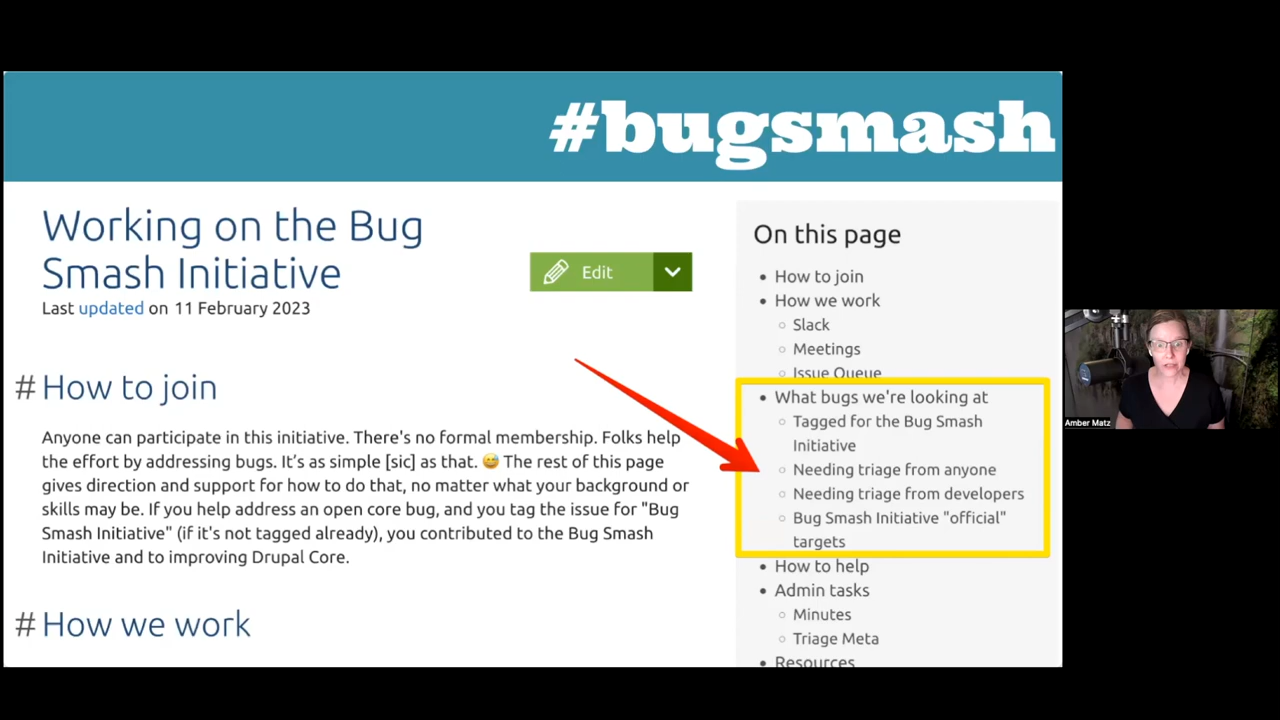 #bugsmash
Working on the Bug
Smash Initiative
Last updated on 11 February 2023
Edit
# How to join
Anyone can participate in this initiative. There's no formal membership. Folks help
the effort by addressing bugs. It's as simple [sic] as that. 😅 The rest of this page
gives direction and support for how to do that, no matter what your background or
skills may be. If you help address an open core bug, and you tag the issue for "Bug
Smash Initiative" (if it's not tagged already), you contributed to the Bug Smash
Initiative and to improving Drupal Core.
# How we work
On this page
How to join
How we work
Slack
Meetings
Issue Queue
What bugs we're looking at
Tagged for the Bug Smash
Initiative
Needing triage from anyone
Needing triage from developers
Bug Smash Initiative "official"
targets
How to help
Admin tasks
Minutes
Triage Meta
Resources
Amber Matz